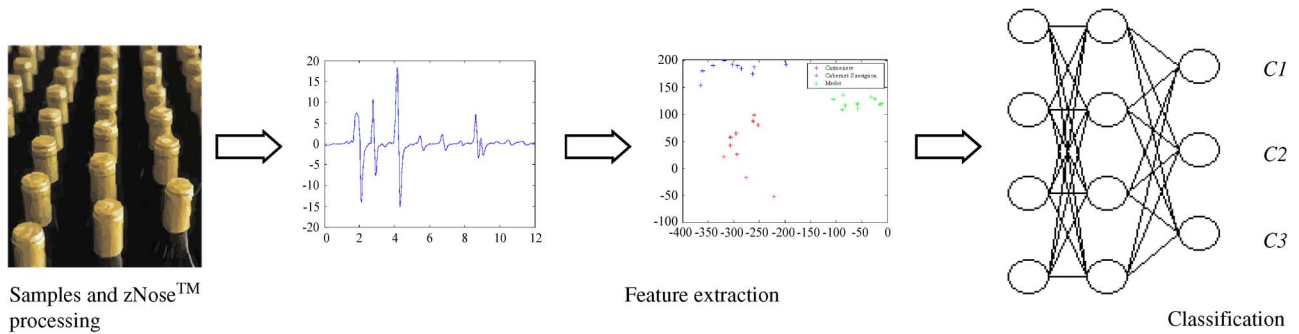 20
15
10
5
0
-5
-10
-15
-20
0 2 4 6 8 10 12
200
150
100
50
0
-50
-100
-400 -350 -300 -250 -200 -150 -100 -50 0
Carmenere
Cabernet Sauvignon
Merlot
C1
C2
C3
Samples and zNose™
processing
Feature extraction
Classification